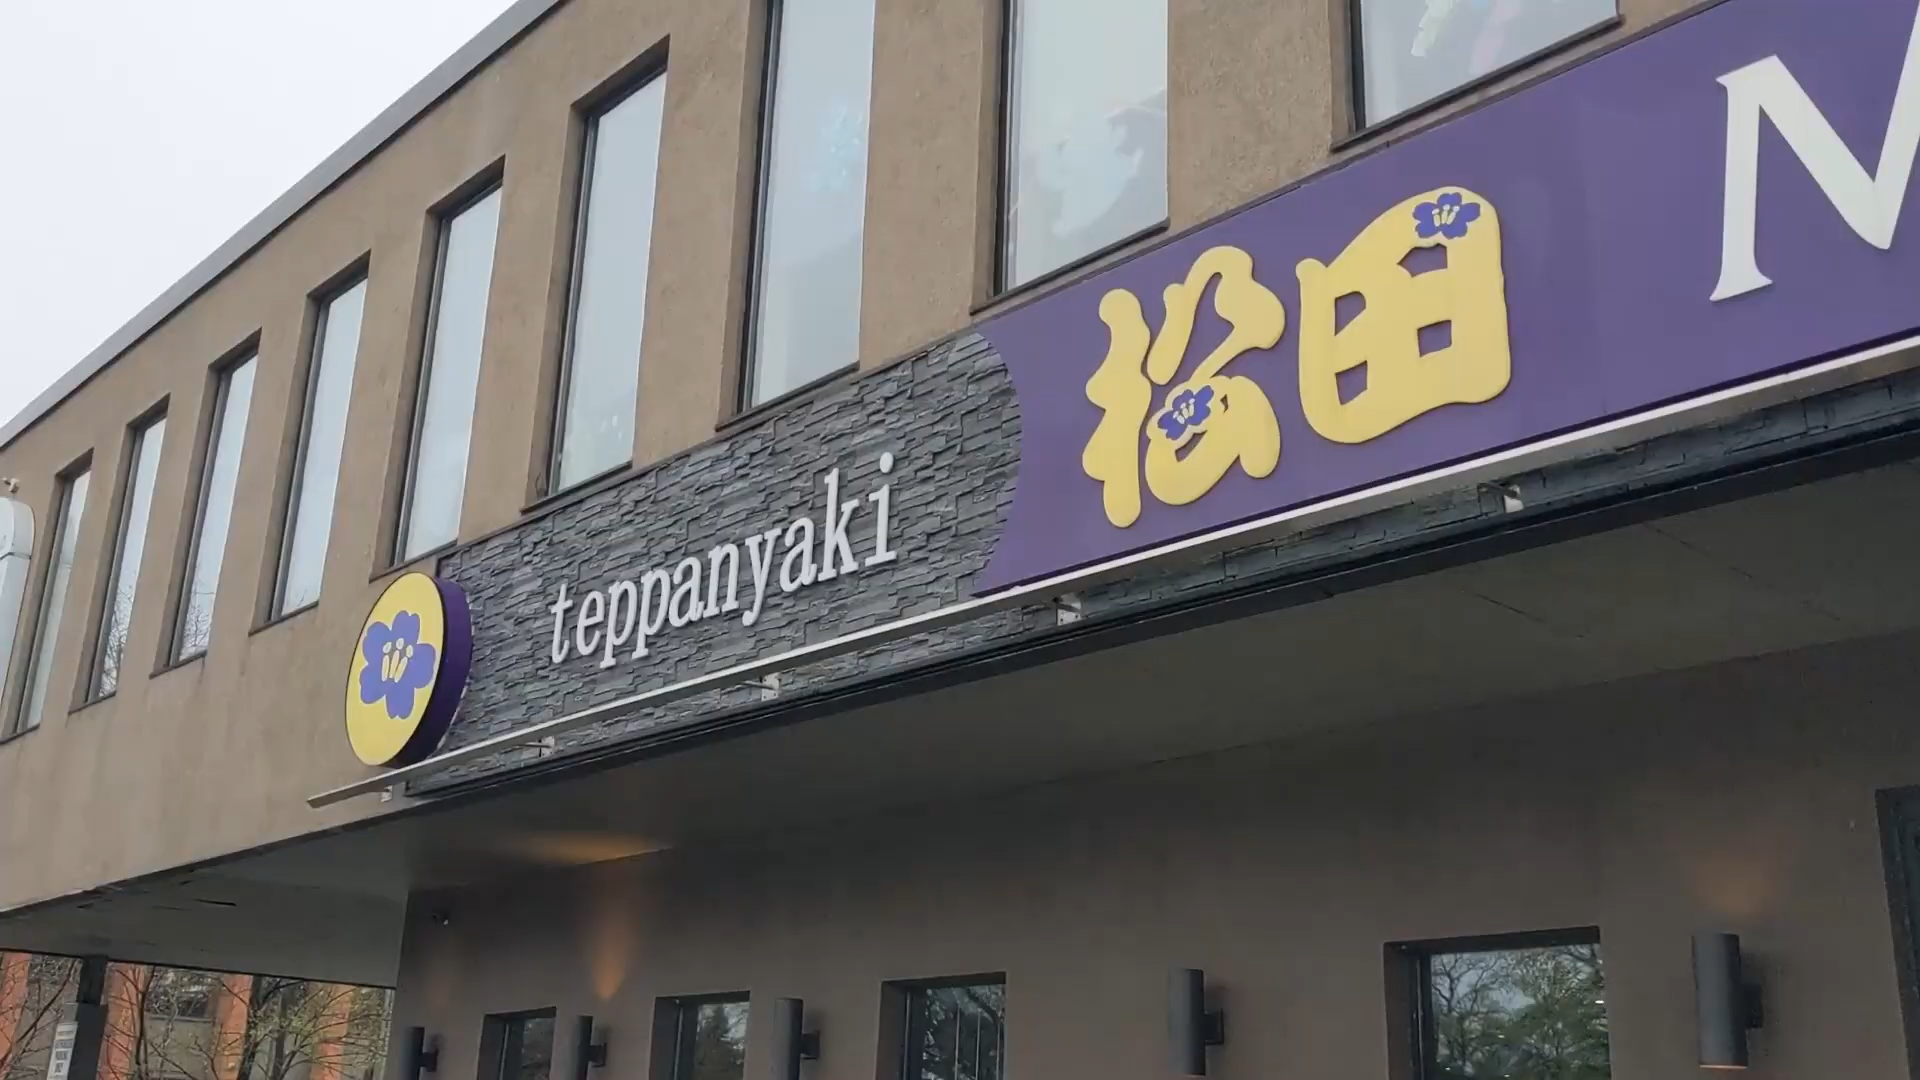 teppanyaki
松田 M